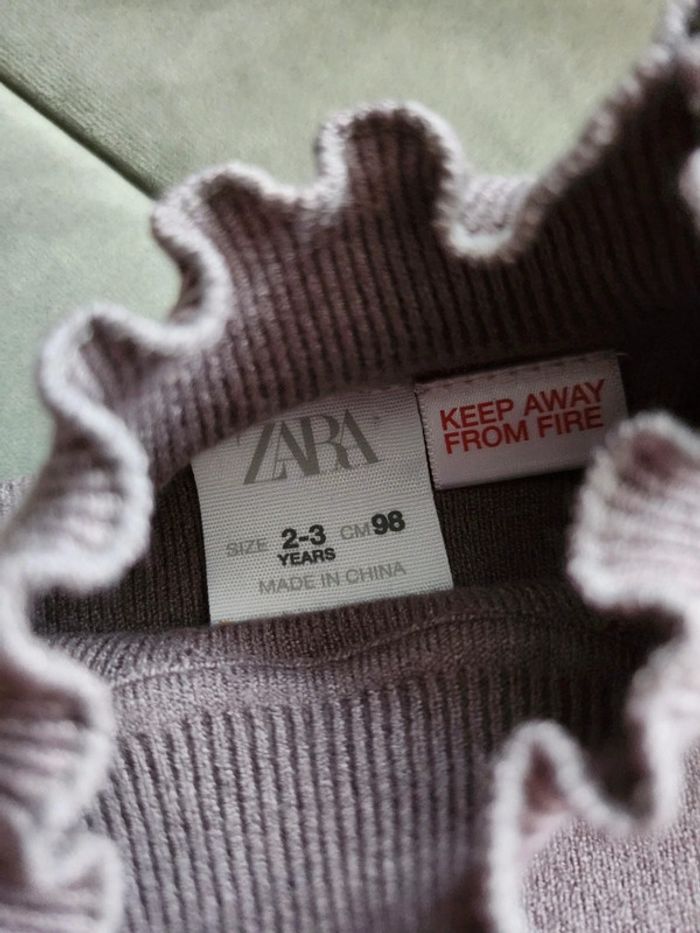 ZARA
SIZE 2-3 CM 98
YEARS
MADE IN CHINA
KEEP AWAY
FROM FIRE